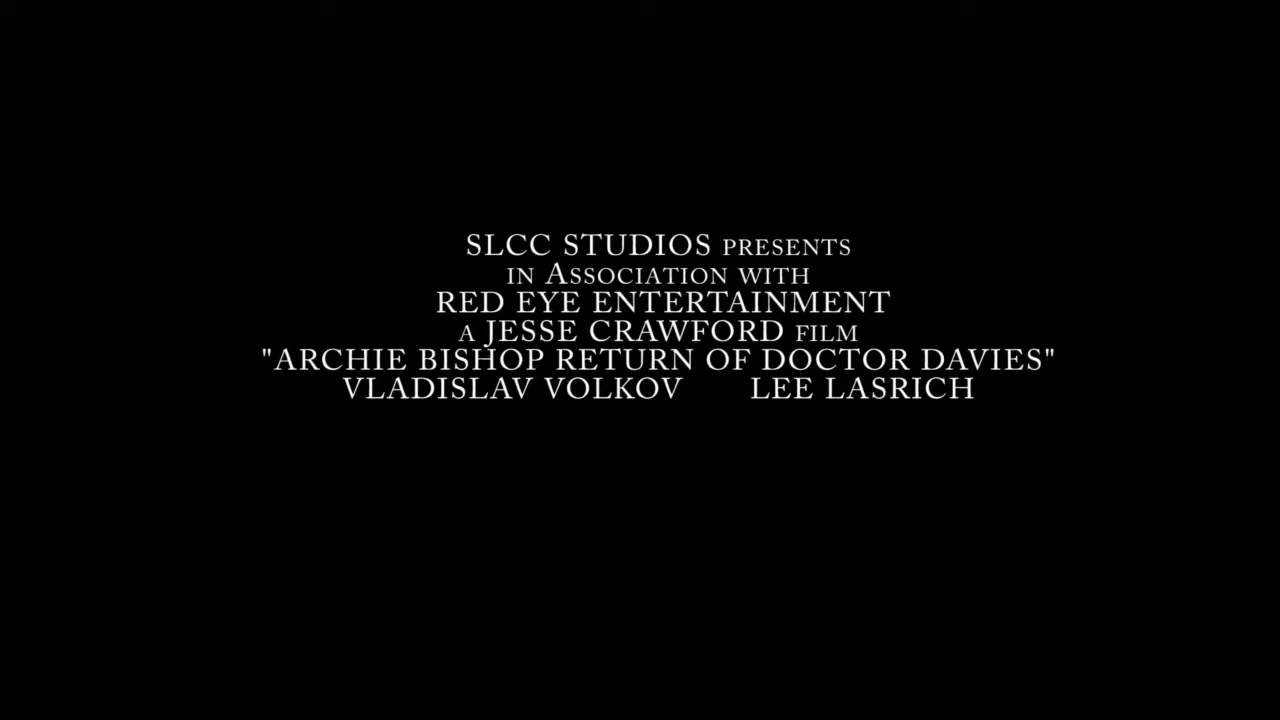 SLCC STUDIOS PRESENTS
IN ASSOCIATION WITH
RED EYE ENTERTAINMENT
A JESSE CRAWFORD FILM
"ARCHIE BISHOP RETURN OF DOCTOR DAVIES"
VLADISLAV VOLKOV LEE LASRICH